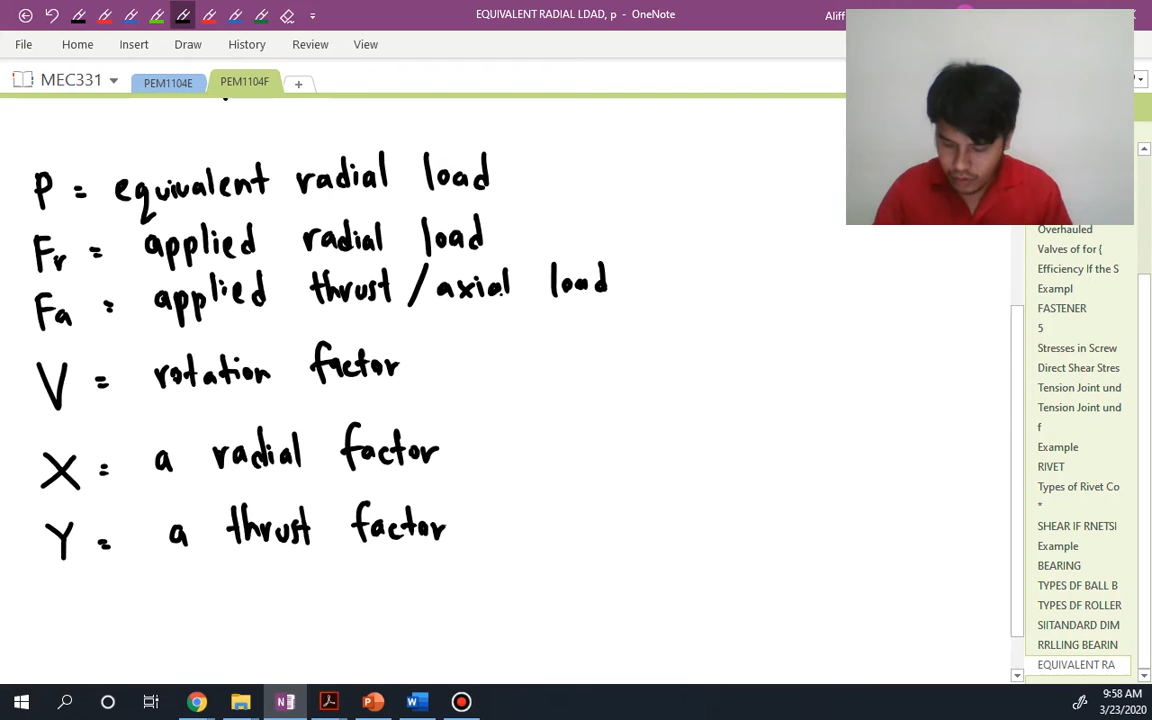 EQUIVALENT RADIAL LDAD, p - OneNote
Aliff
File Home Insert Draw History Review View
MEC331 PEM1104E PEM1104F
P = equivalent radial load
Fr = applied radial load
Fa = applied thrust/axial load
V = rotation factor
X = a radial factor
Y = a thrust factor
Overhauled
Valves of for {
Efficiency If the S
Exampl
FASTENER
5
Stresses in Screw
Direct Shear Stres
Tension Joint und
Tension Joint und
f
Example
RIVET
Types of Rivet Co
*
SHEAR IF RNETSI
Example
BEARING
TYPES DF BALL B
TYPES DF ROLLER
SIITANDARD DIM
RRLLING BEARIN
EQUIVALENT RA
9:58 AM
3/23/2020